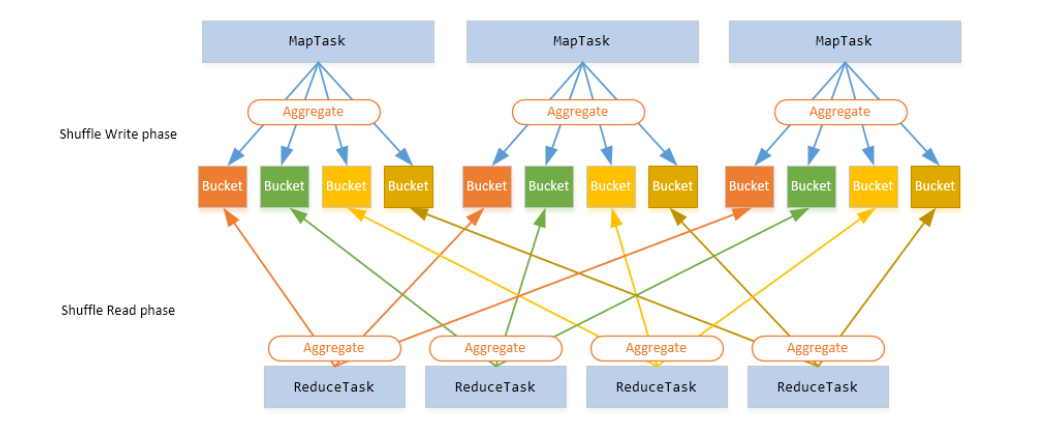 MapTask MapTask MapTask
Aggregate Aggregate Aggregate
Shuffle Write phase
Bucket Bucket Bucket Bucket Bucket Bucket Bucket Bucket Bucket Bucket Bucket Bucket
Shuffle Read phase
Aggregate Aggregate Aggregate Aggregate
ReduceTask ReduceTask ReduceTask ReduceTask